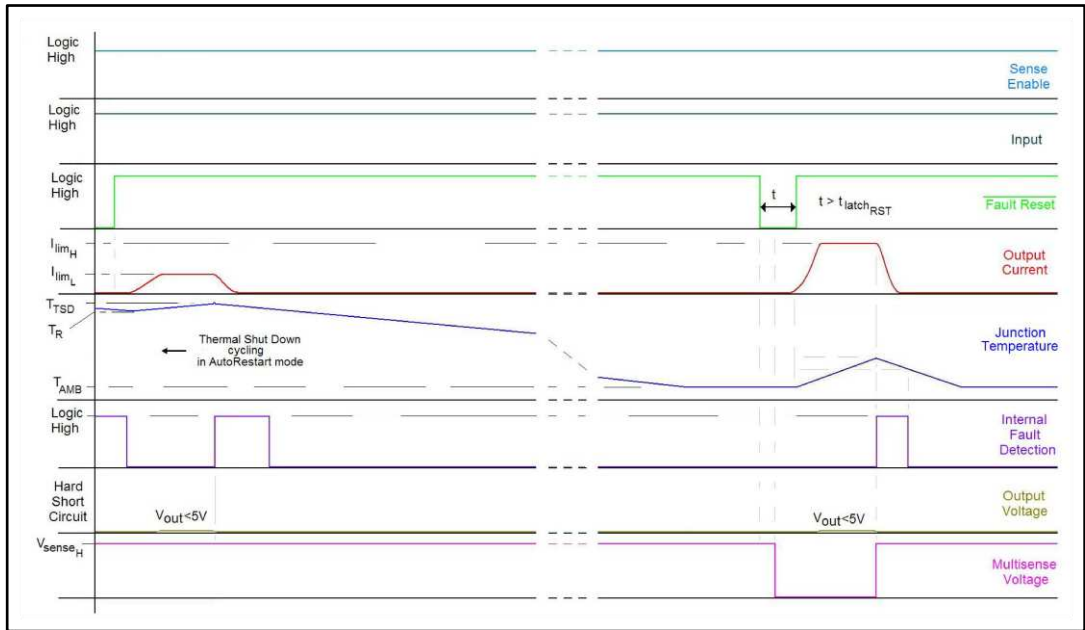 Logic
High
Sense
Enable
Logic
High
Input
Logic
High
t
t > tlatchRST
Fault Reset
IlimH
IlimL
Output
Current
TTSD
TR
Thermal Shut Down
cycling
in AutoRestart mode
Junction
Temperature
TAMB
Logic
High
Internal
Fault
Detection
Hard
Short
Circuit
Vout<5V
Vout<5V
Output
Voltage
VsenseH
Multisense
Voltage